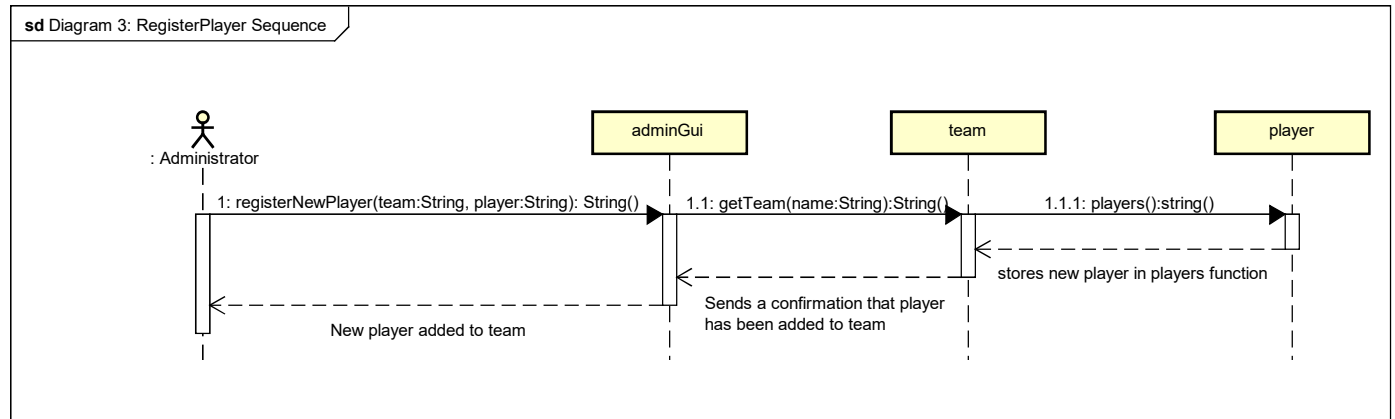 sd Diagram 3: RegisterPlayer Sequence
adminGui
team
player
: Administrator
1: registerNewPlayer(team:String, player:String): String()
1.1: getTeam(name:String):String()
1.1.1: players():string()
stores new player in players function
Sends a confirmation that player
has been added to team
New player added to team